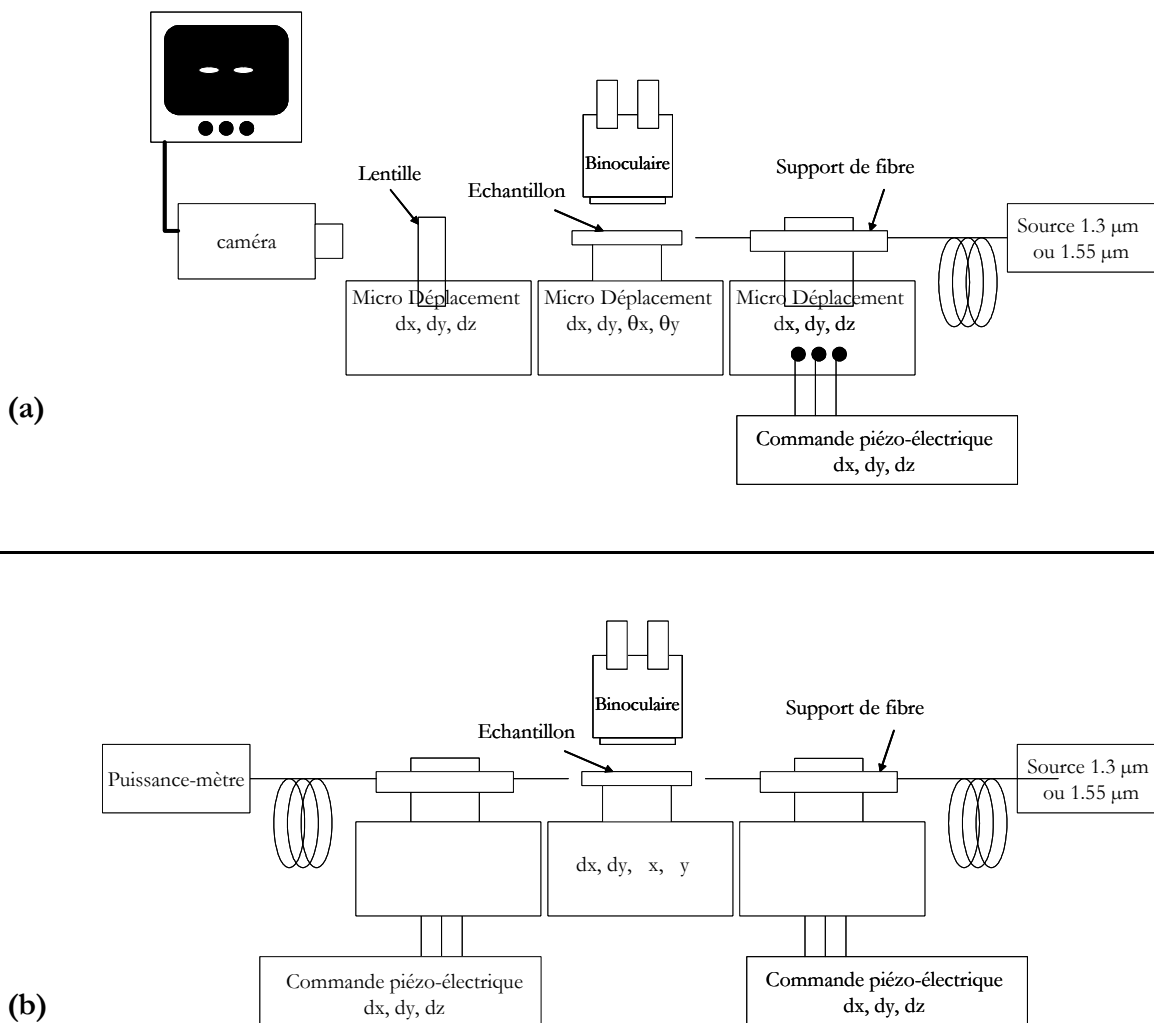 Binoculaire
Lentille
Echantillon
Support de fibre
caméra
Source 1.3 µm
ou 1.55 µm
Micro Déplacement
dx, dy, dz
Micro Déplacement
dx, dy, θx, θy
Micro Déplacement
dx, dy, dz
(a)
Commande piézo-électrique
dx, dy, dz
Binoculaire
Echantillon
Support de fibre
Puissance-mètre
Source 1.3 µm
ou 1.55 µm
dx, dy, x, y
Commande piézo-électrique
dx, dy, dz
Commande piézo-électrique
dx, dy, dz
(b)